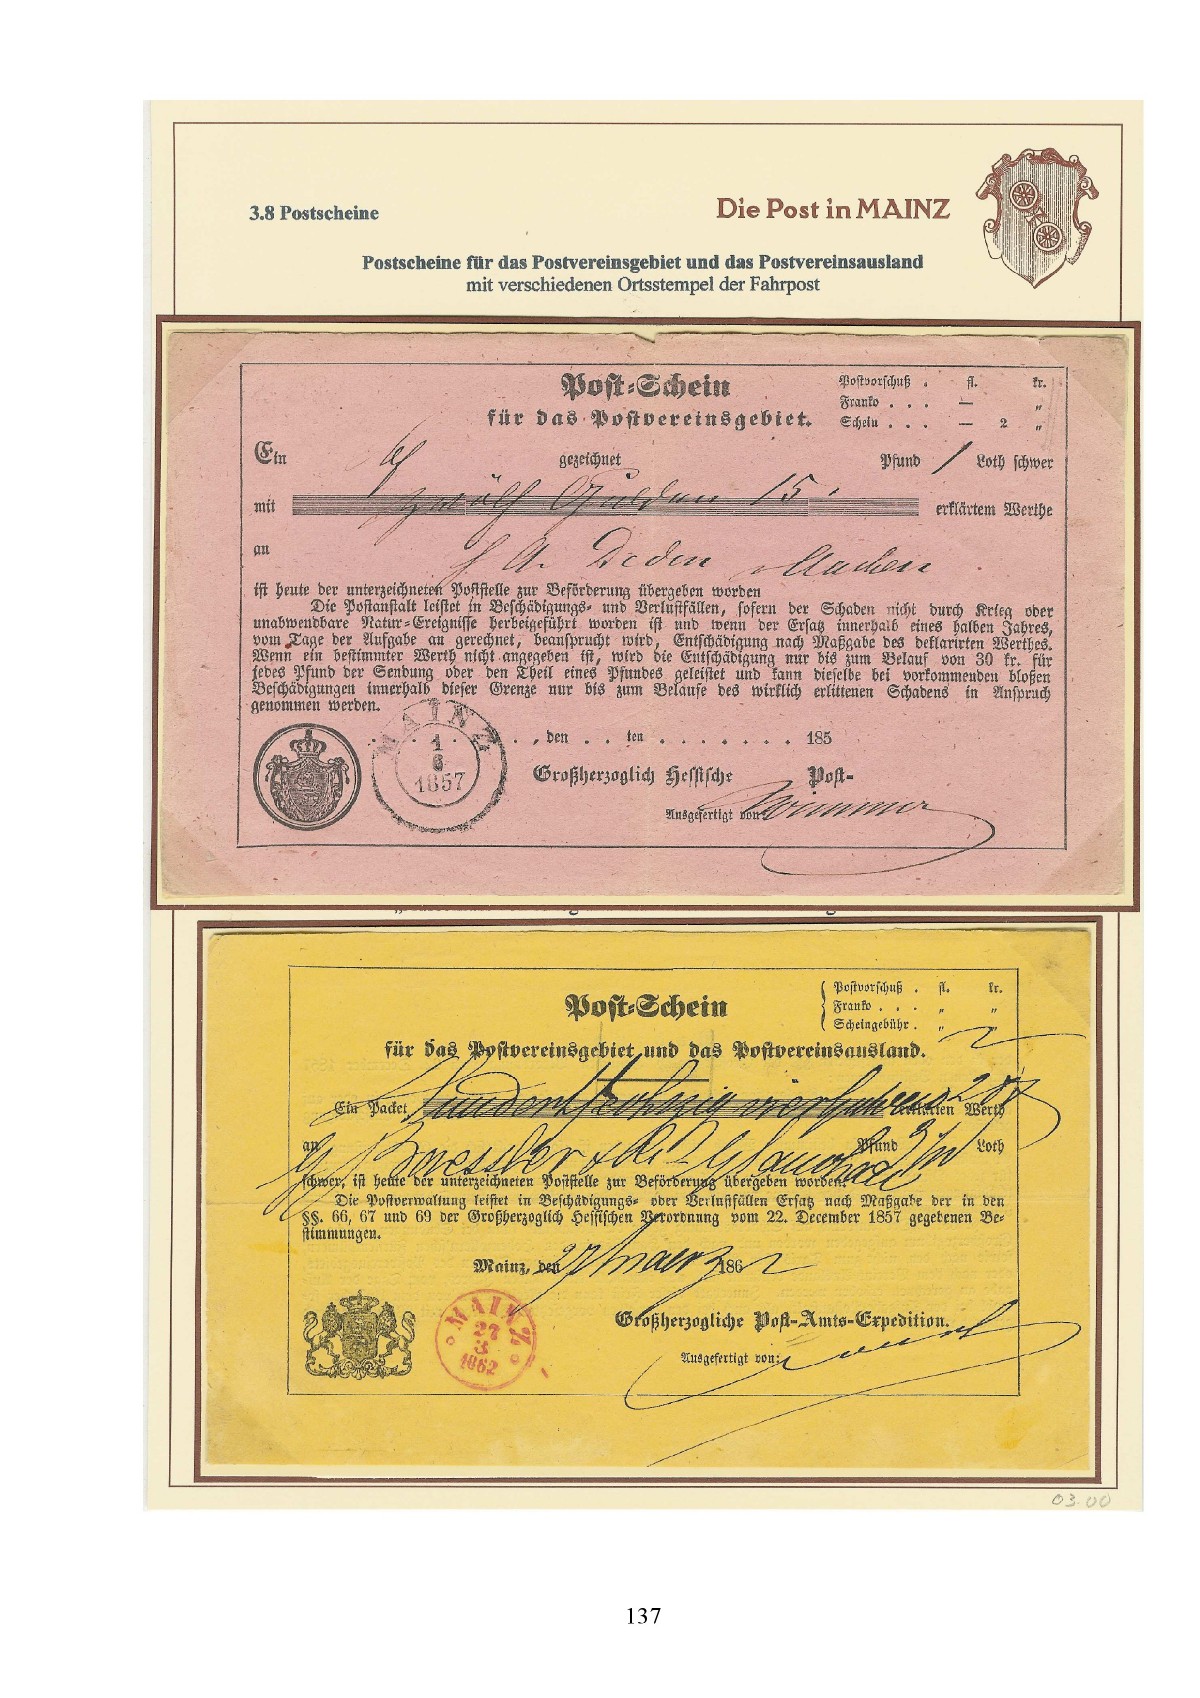 3.8 Postscheine
Die Post in MAINZ
Postscheine für das Postvereinsgebiet und das Postvereinsausland
mit verschiedenen Ortsstempel der Fahrpost
Post-Schein
für das Postvereinsgebiet.
Postvorschuß . fl. kr.
Franko . . . — „
Schein . . . — 2 „
Ein gezeichnet Pfund 1 Loth schwer
mit zwölf Gulden 15 erklärtem Werthe
an Aachen
ist heute der unterzeichneten Poststelle zur Beförderung übergeben worden
Die Postanstalt leistet in Beschädigungs- und Verlustfällen, sofern der Schaden nicht durch Krieg oder
unabwendbare Natur-Ereignisse herbeigeführt worden ist und wenn der Ersatz innerhalb eines halben Jahres,
vom Tage der Aufgabe an gerechnet, beansprucht wird, Entschädigung nach Maßgabe des deklarirten Werthes.
Wenn ein bestimmter Werth nicht angegeben ist, wird die Entschädigung nur bis zum Belauf von 30 kr. für
jedes Pfund der Sendung oder den Theil eines Pfundes geleistet und kann dieselbe bei vorkommenden bloßen
Beschädigungen innerhalb dieser Grenze nur bis zum Belaufe des wirklich erlittenen Schadens in Anspruch
genommen werden.
MAINZ
1
6
1857
, den . . ten . . . . . . . 185
Großherzoglich Hessische Post-
Ausgefertigt von
Post-Schein
für das Postvereinsgebiet und das Postvereinsausland.
Postvorschuß . fl. kr.
Franko . . . „ „
Scheingebühr . „ 2
Ein Packet erklärten Werth
an Pfund Loth
schwer, ist heute der unterzeichneten Poststelle zur Beförderung übergeben worden.
Die Postverwaltung leistet in Beschädigungs- oder Verlustfällen Ersatz nach Maßgabe der in den
§§. 66, 67 und 69 der Großherzoglich Hessischen Verordnung vom 22. December 1857 gegebenen Be-
stimmungen.
Mainz, den 27 Maerz 1862
MAINZ
27
3
1862
Großherzogliche Post-Amts-Expedition.
Ausgefertigt von:
03.00
137